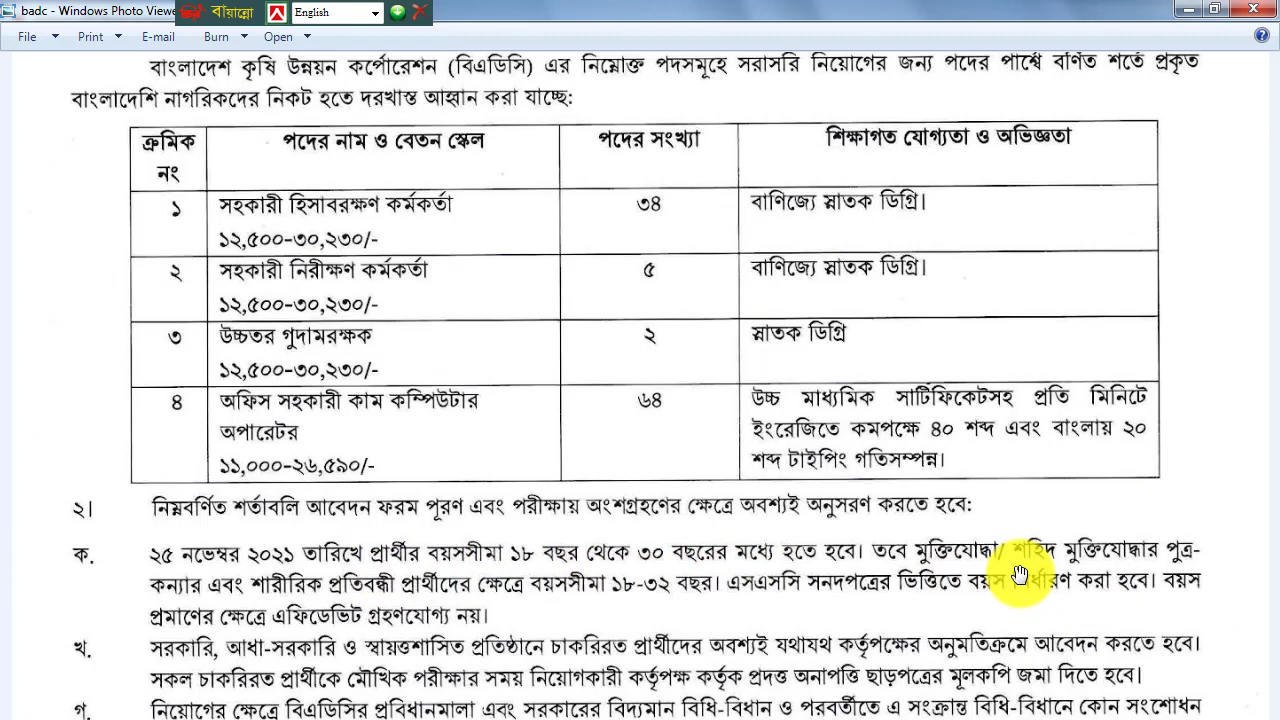 badc - Windows Photo Viewer
বায়ান্নো
English
File Print E-mail Burn Open
বাংলাদেশ কৃষি উন্নয়ন কর্পোরেশন (বিএডিসি) এর নিম্নোক্ত পদসমূহে সরাসরি নিয়োগের জন্য পদের পার্শ্বে বর্ণিত শর্তে প্রকৃত
বাংলাদেশি নাগরিকদের নিকট হতে দরখাস্ত আহ্বান করা যাচ্ছে:
ক্রমিক নং পদের নাম ও বেতন স্কেল পদের সংখ্যা শিক্ষাগত যোগ্যতা ও অভিজ্ঞতা
১ সহকারী হিসাবরক্ষণ কর্মকর্তা ৩৪ বাণিজ্যে স্নাতক ডিগ্রি।
১২,৫০০-৩০,২৩০/-
২ সহকারী নিরীক্ষণ কর্মকর্তা ৫ বাণিজ্যে স্নাতক ডিগ্রি।
১২,৫০০-৩০,২৩০/-
৩ উচ্চতর গুদামরক্ষক ২ স্নাতক ডিগ্রি
১২,৫০০-৩০,২৩০/-
৪ অফিস সহকারী কাম কম্পিউটার ৬৪ উচ্চ মাধ্যমিক সার্টিফিকেটসহ প্রতি মিনিটে
অপারেটর ইংরেজিতে কমপক্ষে ৪০ শব্দ এবং বাংলায় ২০
১১,০০০-২৬,৫৯০/- শব্দ টাইপিং গতিসম্পন্ন।
২। নিম্নবর্ণিত শর্তাবলি আবেদন ফরম পূরণ এবং পরীক্ষায় অংশগ্রহণের ক্ষেত্রে অবশ্যই অনুসরণ করতে হবে:
ক. ২৫ নভেম্বর ২০২১ তারিখে প্রার্থীর বয়সসীমা ১৮ বছর থেকে ৩০ বছরের মধ্যে হতে হবে। তবে মুক্তিযোদ্ধা/ শহিদ মুক্তিযোদ্ধার পুত্র-
কন্যার এবং শারীরিক প্রতিবন্ধী প্রার্থীদের ক্ষেত্রে বয়সসীমা ১৮-৩২ বছর। এসএসসি সনদপত্রের ভিত্তিতে বয়স নির্ধারণ করা হবে। বয়স
প্রমাণের ক্ষেত্রে এফিডেভিট গ্রহণযোগ্য নয়।
খ. সরকারি, আধা-সরকারি ও স্বায়ত্তশাসিত প্রতিষ্ঠানে চাকরিরত প্রার্থীদের অবশ্যই যথাযথ কর্তৃপক্ষের অনুমতিক্রমে আবেদন করতে হবে।
সকল চাকরিরত প্রার্থীকে মৌখিক পরীক্ষার সময় নিয়োগকারী কর্তৃপক্ষ কর্তৃক প্রদত্ত অনাপত্তি ছাড়পত্রের মূলকপি জমা দিতে হবে।
গ. নিয়োগের ক্ষেত্রে বিএডিসির প্রবিধানমালা এবং সরকারের বিদ্যমান বিধি-বিধান ও পরবর্তীতে এ সংক্রান্ত বিধি-বিধানে কোন সংশোধন